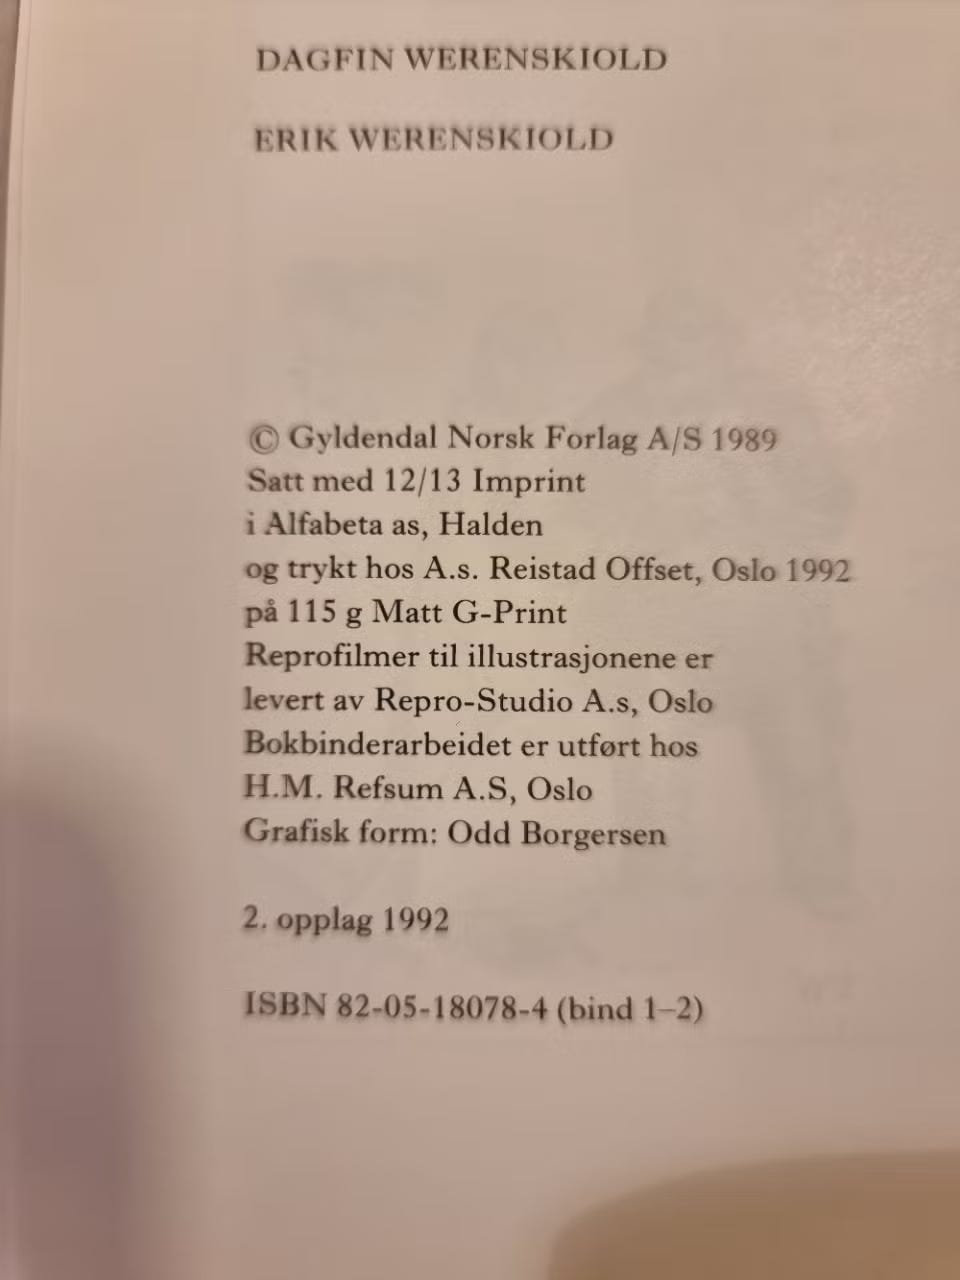 DAGFIN WERENSKIOLD
ERIK WERENSKIOLD
© Gyldendal Norsk Forlag A/S 1989
Satt med 12/13 Imprint
i Alfabeta as, Halden
og trykt hos A.s. Reistad Offset, Oslo 1992
på 115 g Matt G-Print
Reprofilmer til illustrasjonene er
levert av Repro-Studio A.s, Oslo
Bokbinderarbeidet er utført hos
H.M. Refsum A.S, Oslo
Grafisk form: Odd Borgersen
2. opplag 1992
ISBN 82-05-18078-4 (bind 1–2)